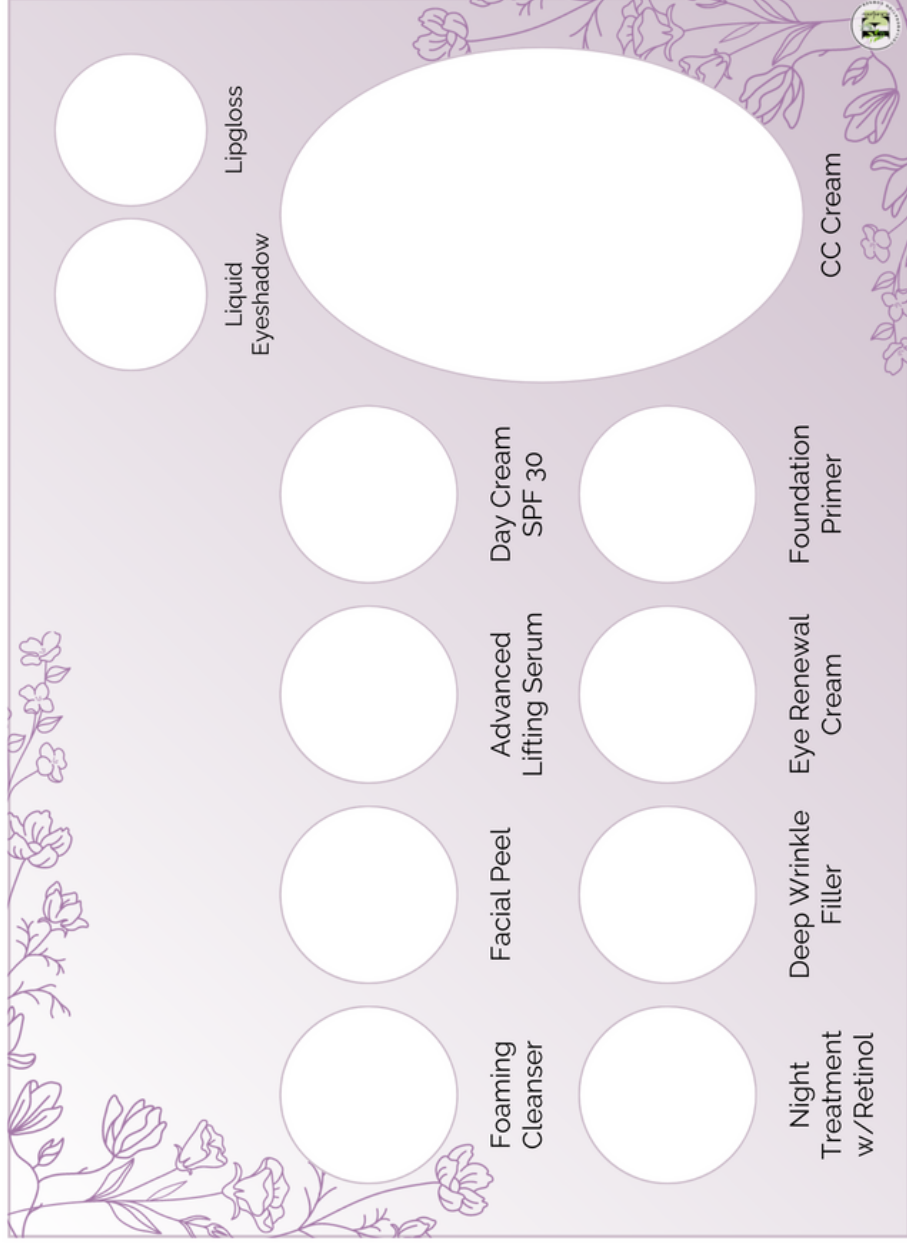 Lipgloss
Liquid
Eyeshadow
Foaming
Cleanser
Facial Peel
Advanced
Lifting Serum
Day Cream
SPF 30
CC Cream
Night
Treatment
w/Retinol
Deep Wrinkle
Filler
Eye Renewal
Cream
Foundation
Primer